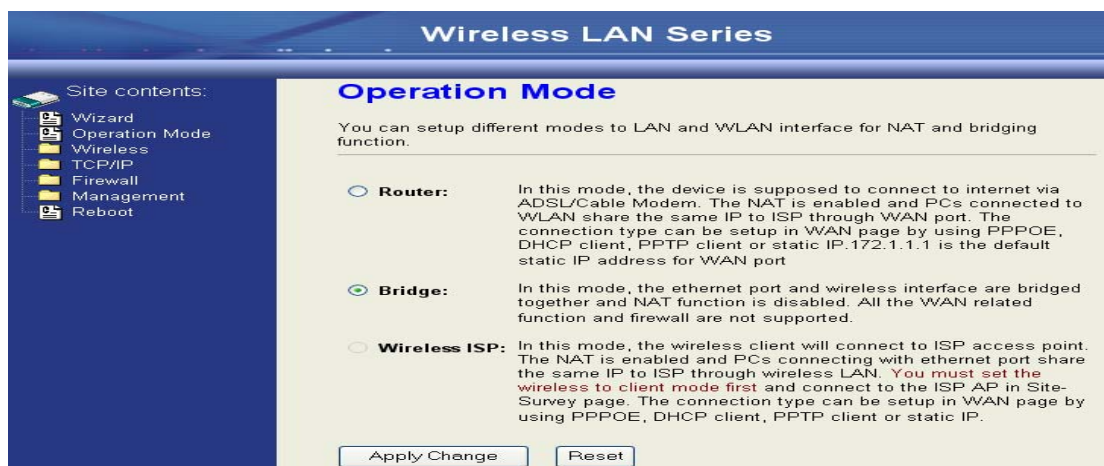 Wireless LAN Series
Site contents:
Wizard
Operation Mode
Wireless
TCP/IP
Firewall
Management
Reboot
Operation Mode
You can setup different modes to LAN and WLAN interface for NAT and bridging
function.
Router:
In this mode, the device is supposed to connect to internet via
ADSL/Cable Modem. The NAT is enabled and PCs connected to
WLAN share the same IP to ISP through WAN port. The
connection type can be setup in WAN page by using PPPOE,
DHCP client, PPTP client or static IP.172.1.1.1 is the default
static IP address for WAN port
Bridge:
In this mode, the ethernet port and wireless interface are bridged
together and NAT function is disabled. All the WAN related
function and firewall are not supported.
Wireless ISP:
In this mode, the wireless client will connect to ISP access point.
The NAT is enabled and PCs connecting with ethernet port share
the same IP to ISP through wireless LAN. You must set the
wireless to client mode first and connect to the ISP AP in Site-
Survey page. The connection type can be setup in WAN page by
using PPPOE, DHCP client, PPTP client or static IP.
Apply Change
Reset